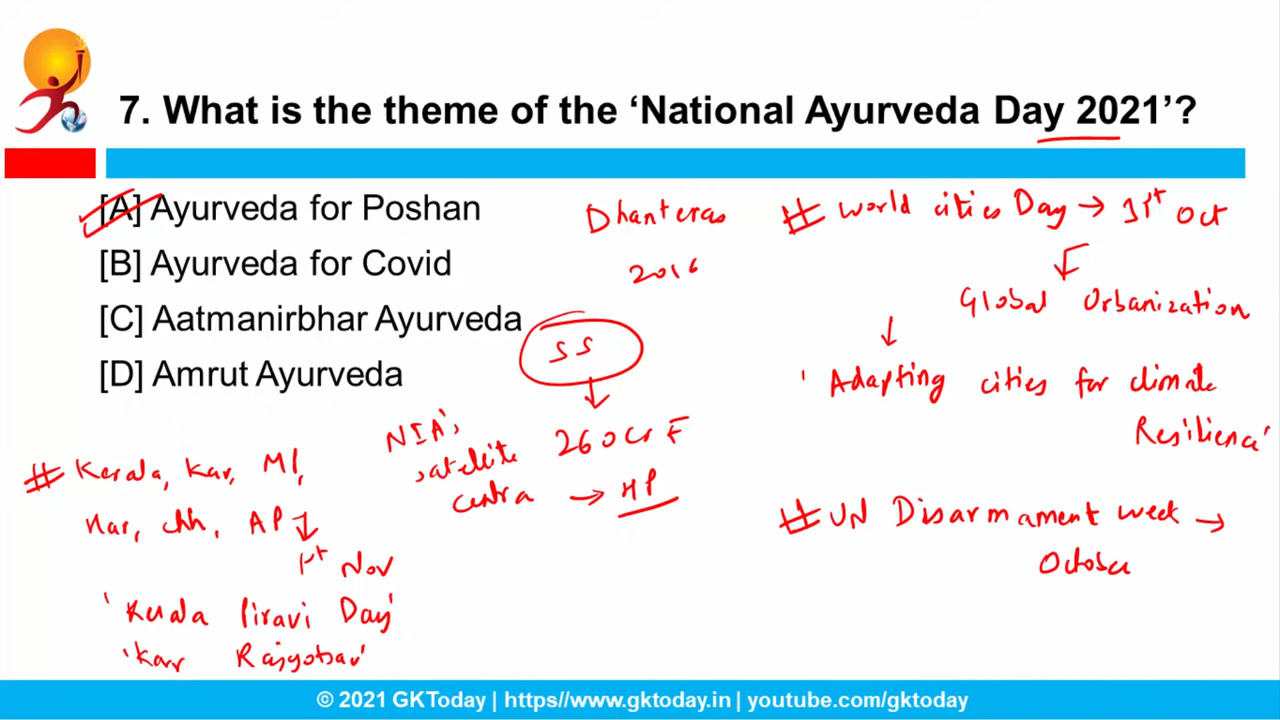 7. What is the theme of the ‘National Ayurveda Day 2021’?
[A] Ayurveda for Poshan
[B] Ayurveda for Covid
[C] Aatmanirbhar Ayurveda
[D] Amrut Ayurveda
Dhanteras
2016
SS
260 Cr ₹
NIA's
satelite
centra → HP
# World cities Day → 31st Oct
Global Urbanization
' Adapting cities for climate
Resilience'
# UN Disarmament week →
October
# Kerala, Kar, MP,
Har, Chh, AP
1st Nov
'Kerala Piravi Day'
'Kar Rajyotsav'
© 2021 GKToday | https//www.gktoday.in | youtube.com/gktoday